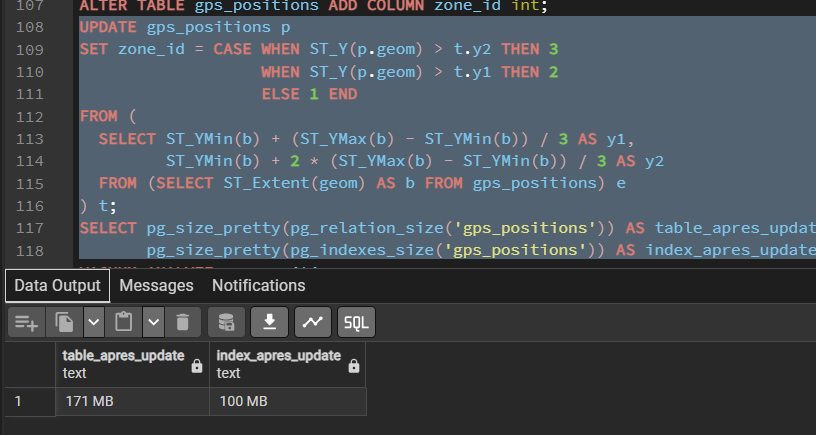 107 ALTER TABLE gps_positions ADD COLUMN zone_id int;
108 UPDATE gps_positions p
109 SET zone_id = CASE WHEN ST_Y(p.geom) > t.y2 THEN 3
110 WHEN ST_Y(p.geom) > t.y1 THEN 2
111 ELSE 1 END
112 FROM (
113 SELECT ST_YMin(b) + (ST_YMax(b) - ST_YMin(b)) / 3 AS y1,
114 ST_YMin(b) + 2 * (ST_YMax(b) - ST_YMin(b)) / 3 AS y2
115 FROM (SELECT ST_Extent(geom) AS b FROM gps_positions) e
116 ) t;
117 SELECT pg_size_pretty(pg_relation_size('gps_positions')) AS table_apres_updat
118 pg_size_pretty(pg_indexes_size('gps_positions')) AS index_apres_update
Data Output Messages Notifications
SQL
table_apres_update index_apres_update
text text
1 171 MB 100 MB